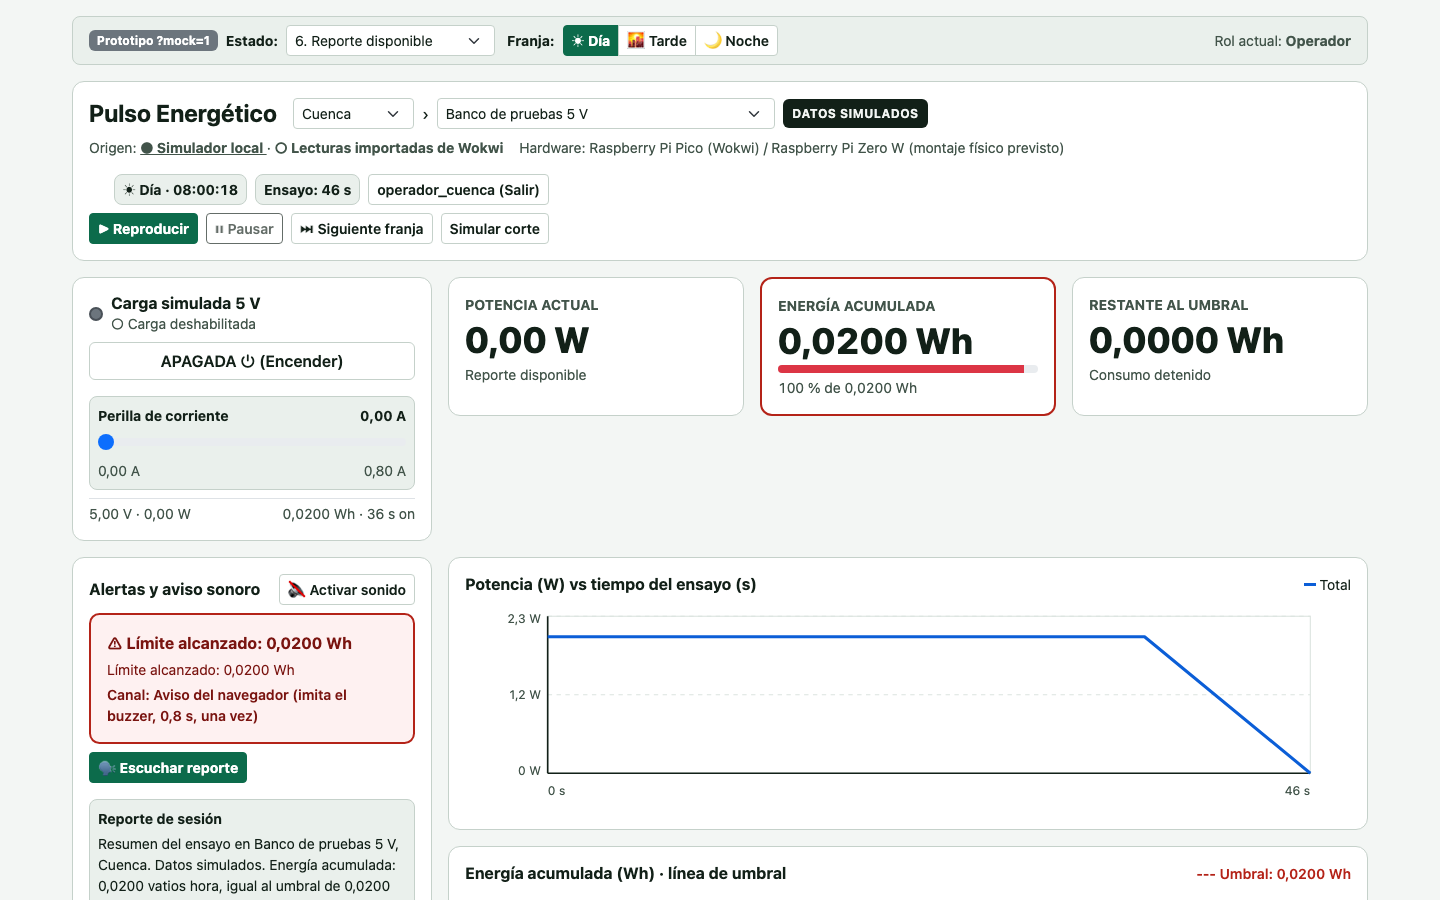 Prototipo ?mock=1 Estado: 6. Reporte disponible Franja: Día Tarde Noche Rol actual: Operador
Pulso Energético Cuenca › Banco de pruebas 5 V DATOS SIMULADOS
Origen: Simulador local · Lecturas importadas de Wokwi Hardware: Raspberry Pi Pico (Wokwi) / Raspberry Pi Zero W (montaje físico previsto)
Día · 08:00:18 Ensayo: 46 s operador_cuenca (Salir)
Reproducir Pausar Siguiente franja Simular corte
Carga simulada 5 V
Carga deshabilitada
APAGADA (Encender)
Perilla de corriente 0,00 A
0,00 A 0,80 A
5,00 V · 0,00 W 0,0200 Wh · 36 s on
POTENCIA ACTUAL
0,00 W
Reporte disponible
ENERGÍA ACUMULADA
0,0200 Wh
100 % de 0,0200 Wh
RESTANTE AL UMBRAL
0,0000 Wh
Consumo detenido
Alertas y aviso sonoro Activar sonido
Límite alcanzado: 0,0200 Wh
Límite alcanzado: 0,0200 Wh
Canal: Aviso del navegador (imita el
buzzer, 0,8 s, una vez)
Escuchar reporte
Reporte de sesión
Resumen del ensayo en Banco de pruebas 5 V,
Cuenca. Datos simulados. Energía acumulada:
0,0200 vatios hora, igual al umbral de 0,0200
Potencia (W) vs tiempo del ensayo (s) Total
2,3 W
1,2 W
0 W
0 s 46 s
Energía acumulada (Wh) · línea de umbral --- Umbral: 0,0200 Wh